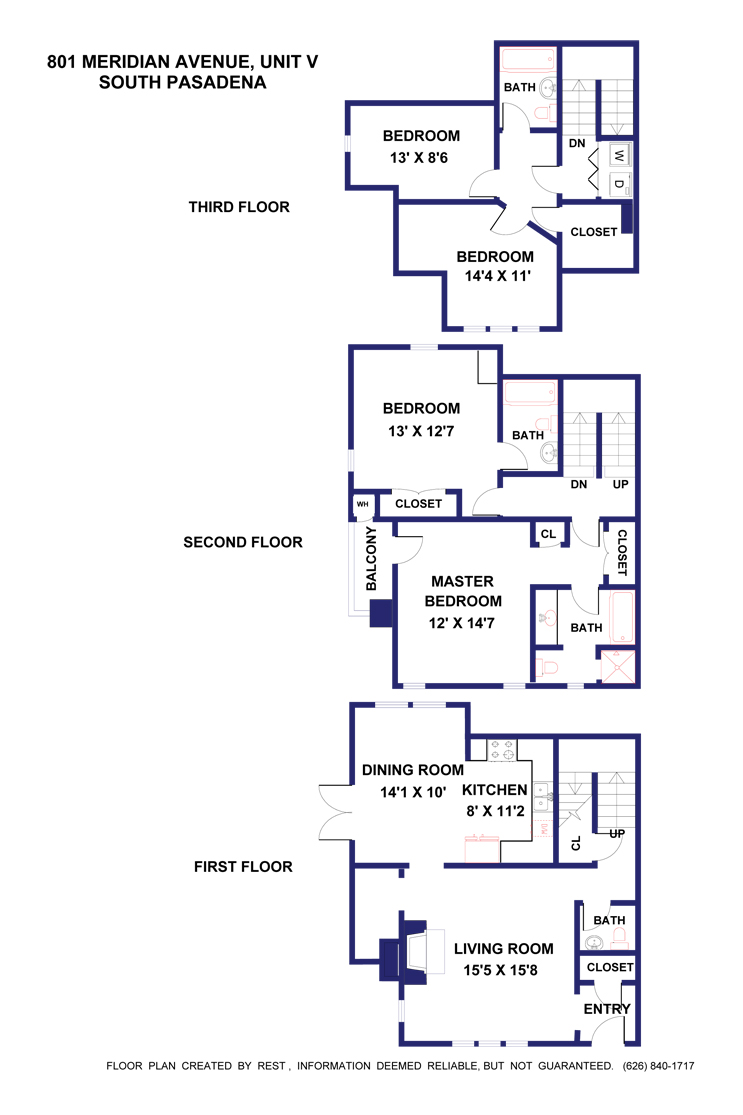 801 MERIDIAN AVENUE, UNIT V
SOUTH PASADENA
BATH
BEDROOM
13' X 8'6
DN
W
D
THIRD FLOOR
CLOSET
BEDROOM
14'4 X 11'
BEDROOM
13' X 12'7
BATH
DN
UP
WH
CLOSET
SECOND FLOOR
BALCONY
CL
CLOSET
MASTER
BEDROOM
12' X 14'7
BATH
DINING ROOM
14'1 X 10'
KITCHEN
8' X 11'2
CL
UP
FIRST FLOOR
BATH
LIVING ROOM
15'5 X 15'8
CLOSET
ENTRY
FLOOR PLAN CREATED BY REST , INFORMATION DEEMED RELIABLE, BUT NOT GUARANTEED. (626) 840-1717